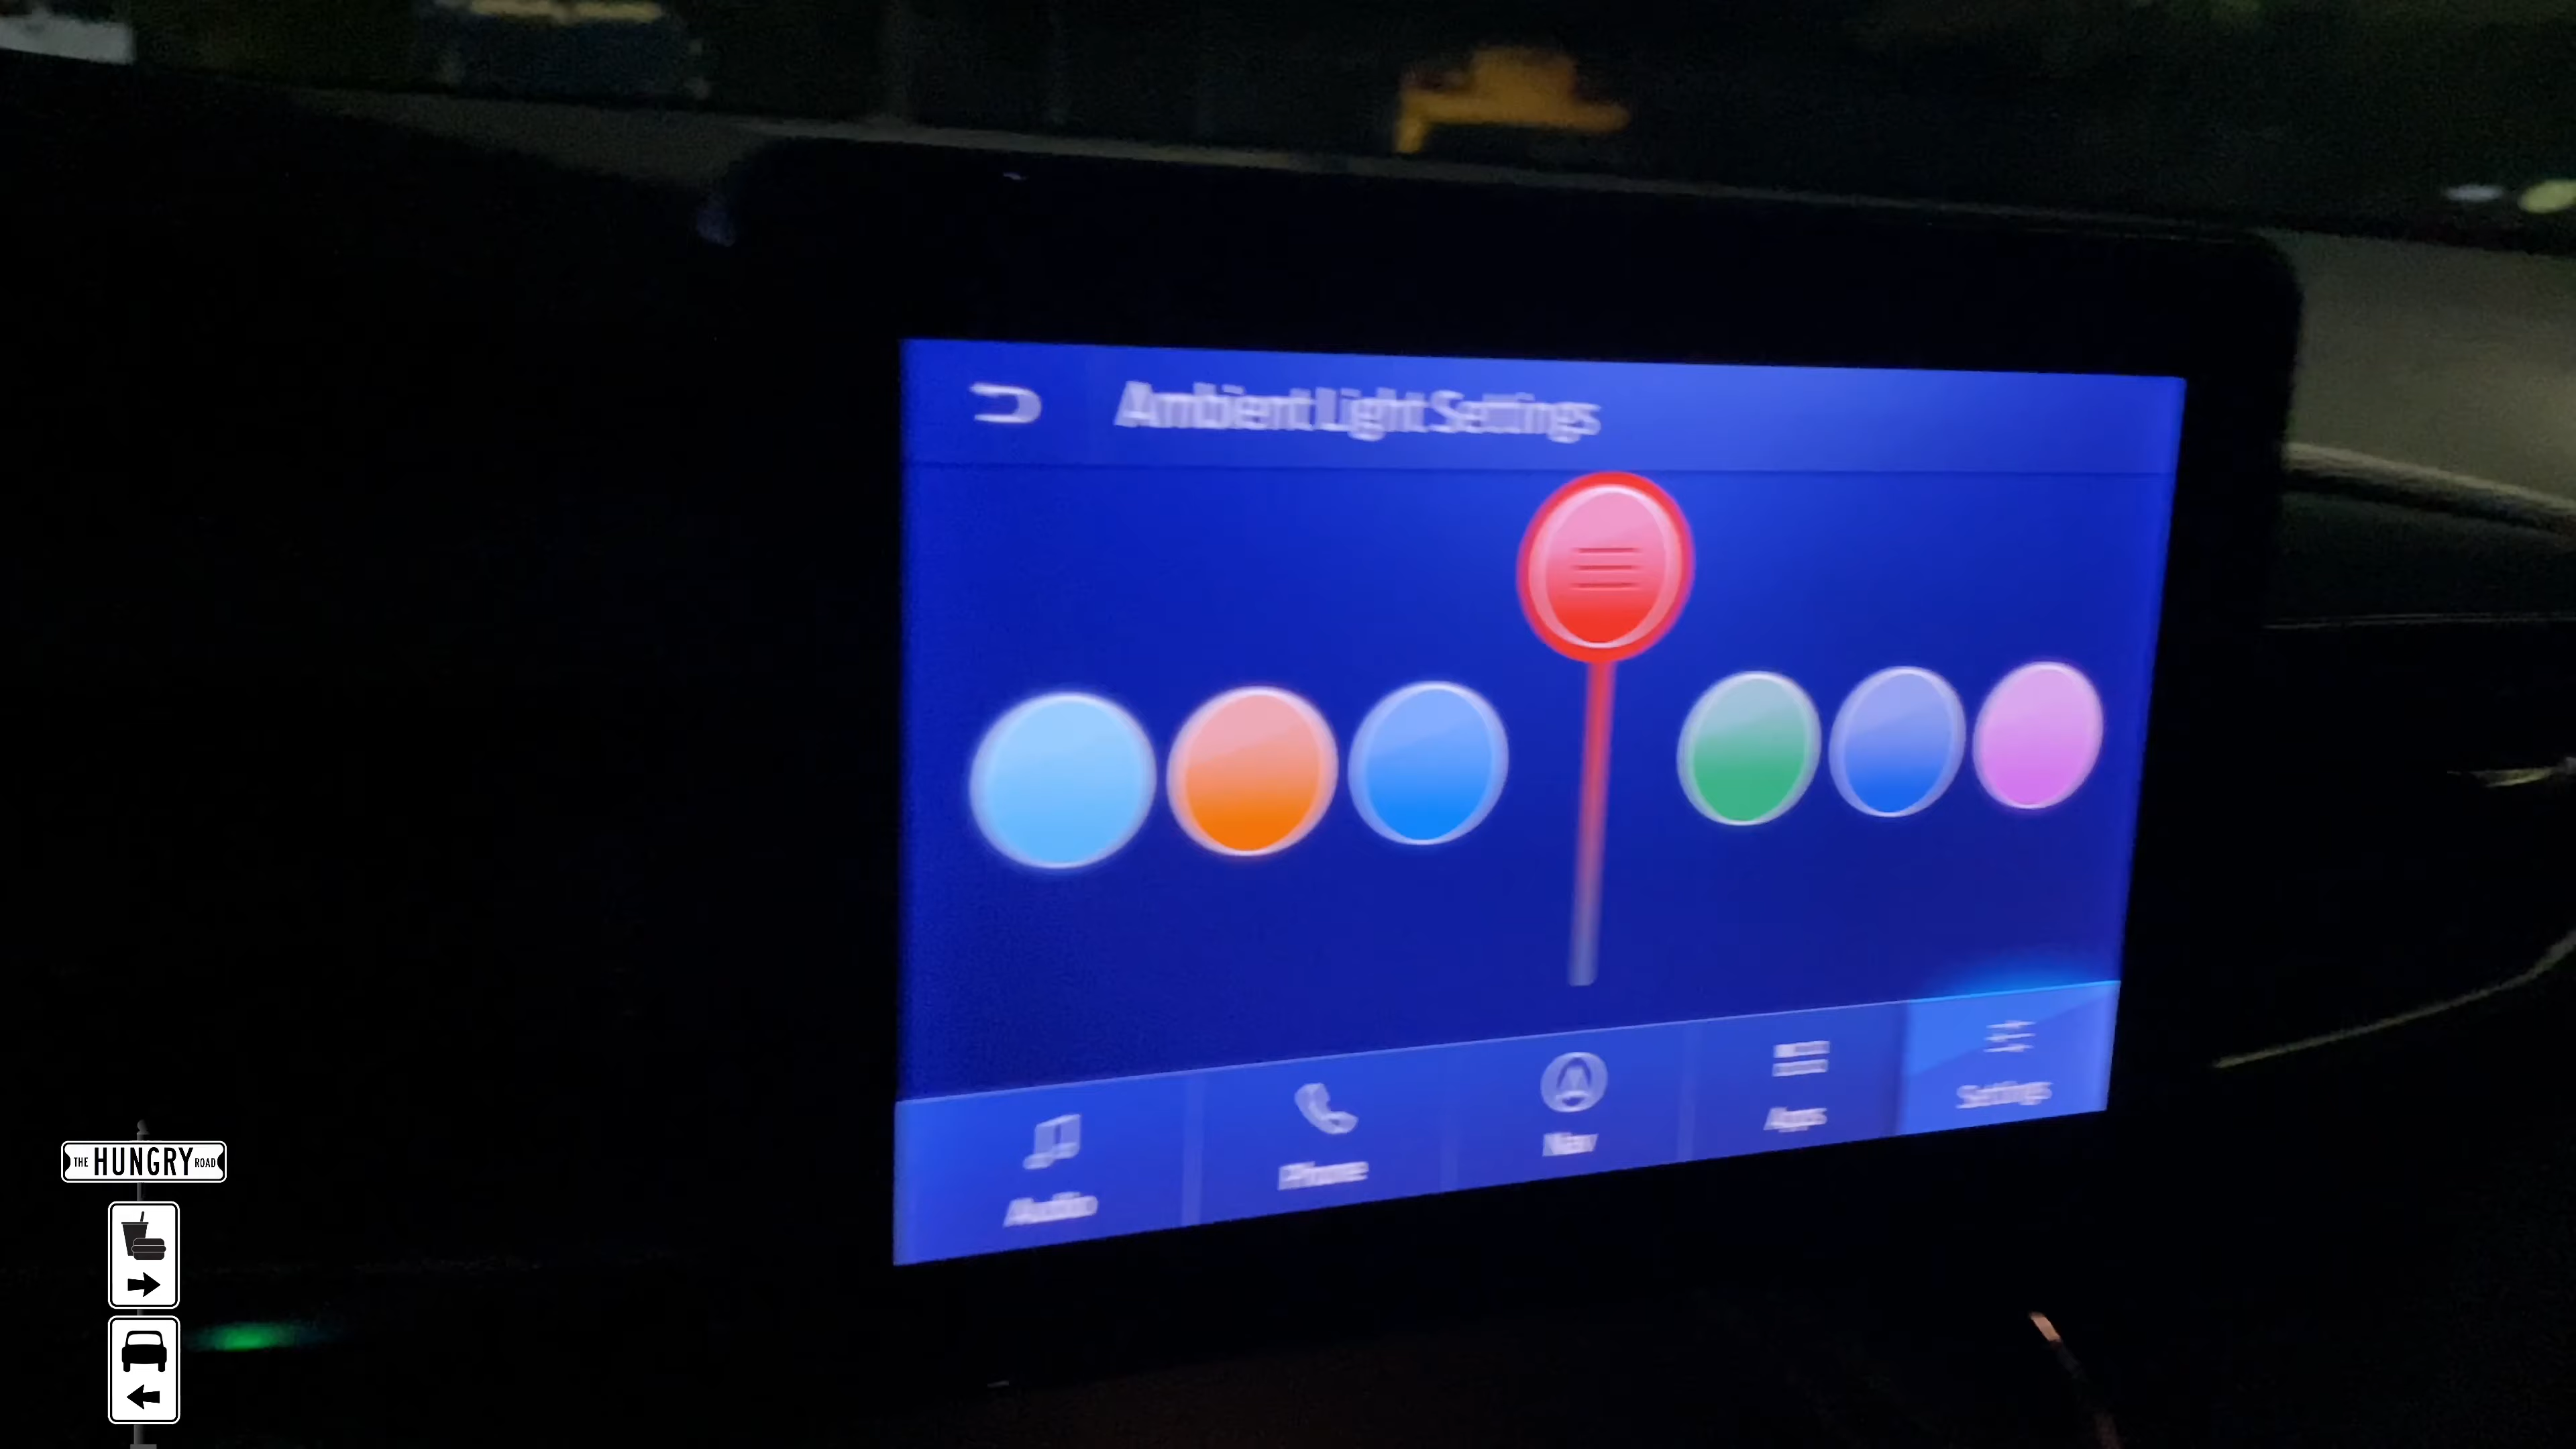 Ambient Light Settings
Audio
Phone
Nav
Apps
Settings
THE HUNGRY ROAD